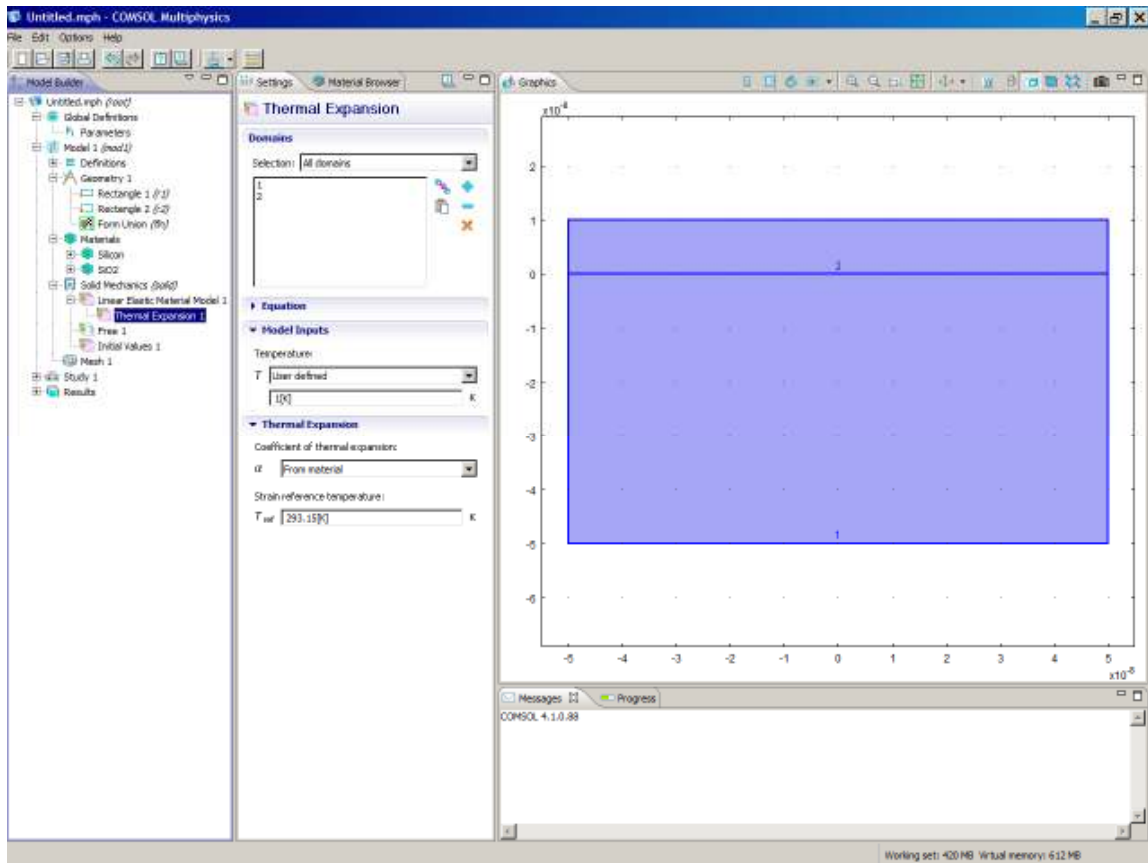 Untitled.mph - COMSOL Multiphysics
File Edit Options Help
Model Builder
Untitled.mph (root)
Global Definitions
Parameters
Model 1 (mod1)
Definitions
Geometry 1
Rectangle 1 (r1)
Rectangle 2 (r2)
Form Union (fin)
Materials
Silicon
SiO2
Solid Mechanics (solid)
Linear Elastic Material Model 1
Thermal Expansion 1
Free 1
Initial Values 1
Mesh 1
Study 1
Results
Settings Material Browser
Thermal Expansion
Domains
Selection: All domains
1
2
Equation
Model Inputs
Temperature:
T User defined
1[K] K
Thermal Expansion
Coefficient of thermal expansion:
α From material
Strain reference temperature:
Tref 293.15[K] K
Graphics
2
1
0
-1
-2
-3
-4
-5
-6
1
-5 -4 -3 -2 -1 0 1 2 3 4 5
Messages Progress
COMSOL 4.1.0.88
Working set: 420 MB Virtual memory: 612 MB